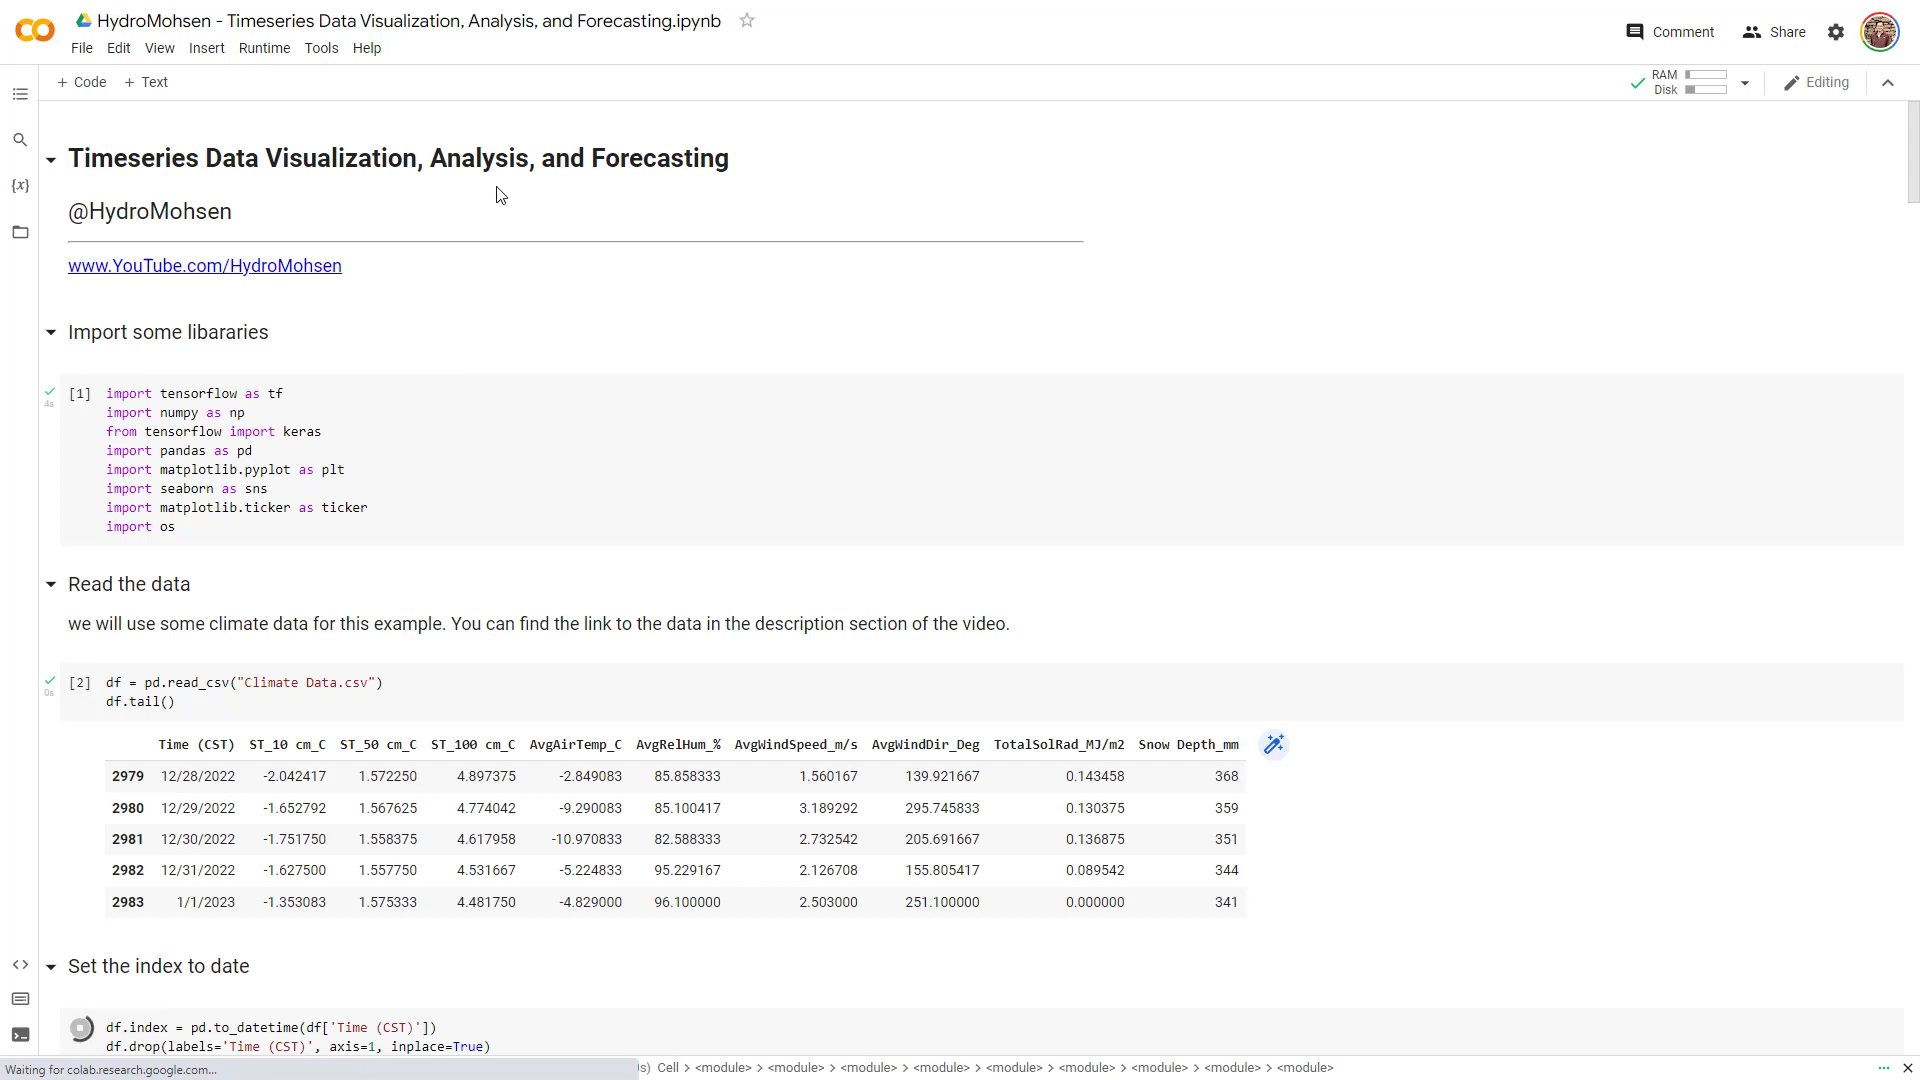 HydroMohsen - Timeseries Data Visualization, Analysis, and Forecasting.ipynb
File Edit View Insert Runtime Tools Help
Comment Share
+ Code + Text
RAM
Disk
Editing
Timeseries Data Visualization, Analysis, and Forecasting
@HydroMohsen
www.YouTube.com/HydroMohsen
Import some libararies
[1] import tensorflow as tf
4s
import numpy as np
from tensorflow import keras
import pandas as pd
import matplotlib.pyplot as plt
import seaborn as sns
import matplotlib.ticker as ticker
import os
Read the data
we will use some climate data for this example. You can find the link to the data in the description section of the video.
[2] df = pd.read_csv("Climate Data.csv")
0s
df.tail()
Time (CST) ST_10 cm_C ST_50 cm_C ST_100 cm_C AvgAirTemp_C AvgRelHum_% AvgWindSpeed_m/s AvgWindDir_Deg TotalSolRad_MJ/m2 Snow Depth_mm
2979 12/28/2022 -2.042417 1.572250 4.897375 -2.849083 85.858333 1.560167 139.921667 0.143458 368
2980 12/29/2022 -1.652792 1.567625 4.774042 -9.290083 85.100417 3.189292 295.745833 0.130375 359
2981 12/30/2022 -1.751750 1.558375 4.617958 -10.970833 82.588333 2.732542 205.691667 0.136875 351
2982 12/31/2022 -1.627500 1.557750 4.531667 -5.224833 95.229167 2.126708 155.805417 0.089542 344
2983 1/1/2023 -1.353083 1.575333 4.481750 -4.829000 96.100000 2.503000 251.100000 0.000000 341
Set the index to date
df.index = pd.to_datetime(df['Time (CST)'])
df.drop(labels='Time (CST)', axis=1, inplace=True)
Waiting for colab.research.google.com... s) Cell > <module> > <module> > <module> > <module> > <module> > <module> > <module> > <module> > <module>